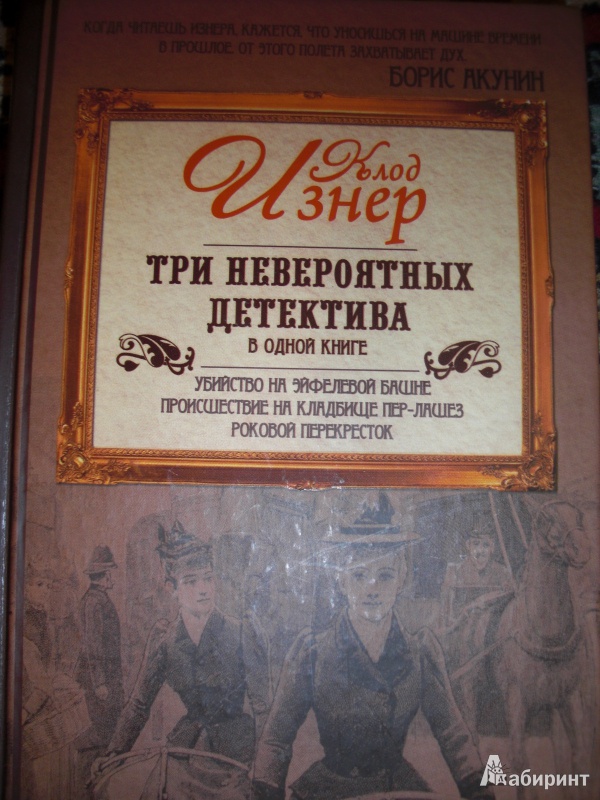 КОГДА ЧИТАЕШЬ ИЗНЕРА, КАЖЕТСЯ, ЧТО УНОСИШЬСЯ НА МАШИНЕ ВРЕМЕНИ
В ПРОШЛОЕ. ОТ ЭТОГО ПОЛЕТА ЗАХВАТЫВАЕТ ДУХ.
БОРИС АКУНИН
Клод
Изнер
ТРИ НЕВЕРОЯТНЫХ
ДЕТЕКТИВА
В ОДНОЙ КНИГЕ
УБИЙСТВО НА ЭЙФЕЛЕВОЙ БАШНЕ
ПРОИСШЕСТВИЕ НА КЛАДБИЩЕ ПЕР-ЛАШЕЗ
РОКОВОЙ ПЕРЕКРЕСТОК
Лабиринт